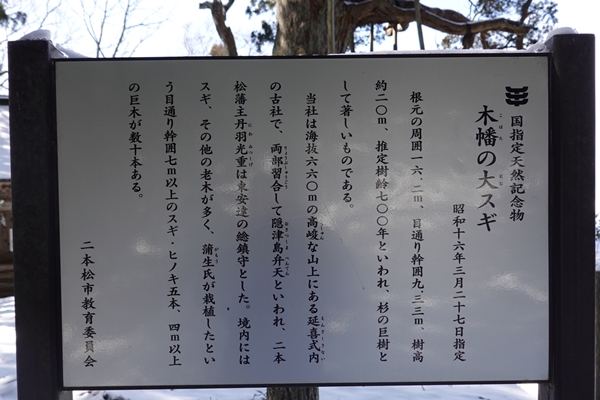 国指定天然記念物
木幡の大スギ
こはた
おお
昭和十六年三月二十七日指定
根元の周囲一六、二m、目通り幹囲九、三三m、樹高
約二〇m、推定樹齢七〇〇年といわれ、杉の巨樹と
して著しいものである。
当社は海抜六六〇mの高峻な山上にある延喜式内
の古社で、両部習合して隠津島弁天といわれ、二本
松藩主丹羽光重は東安達の総鎮守とした。境内には
スギ、その他の老木が多く、蒲生氏が栽植したとい
う目通り幹囲七m以上のスギ・ヒノキ五本、四m以上
の巨木が数十本ある。
二本松市教育委員会